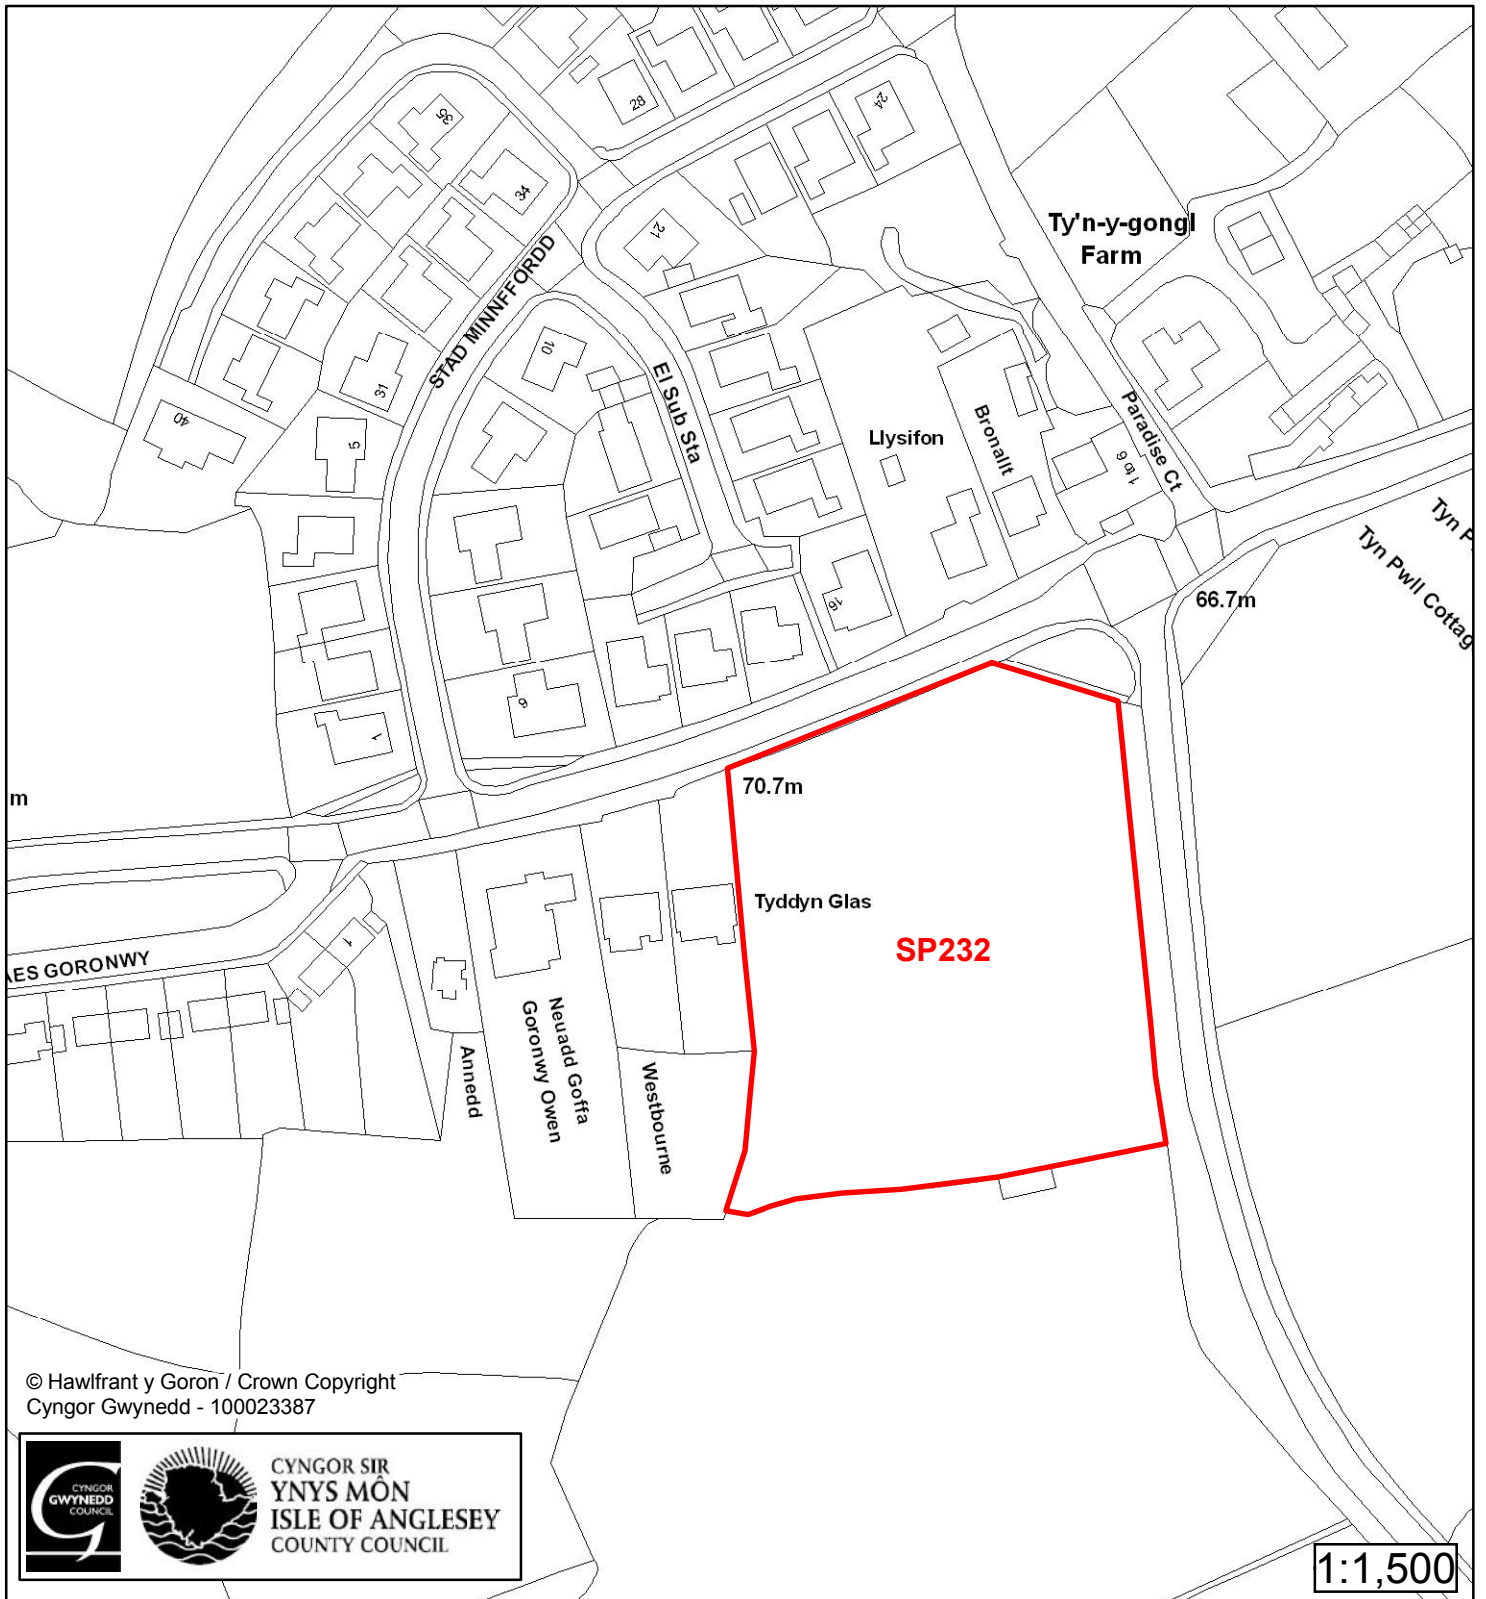 28
24
35
34
21
Ty'n-y-gongl
Farm
STAD MINNFFORDD
10
31
El Sub Sta
40
5
Llysifon
Bronallt
Paradise Ct
1 to 6
Tyn Pwll Cottag
Tyn P
66.7m
16
9
1
m
70.7m
Tyddyn Glas
SP232
1
AES GORONWY
Annedd
Neuadd Goffa
Goronwy Owen
Westbourne
© Hawlfrant y Goron / Crown Copyright
Cyngor Gwynedd - 100023387
CYNGOR
GWYNEDD
COUNCIL
CYNGOR SIR
YNYS MÔN
ISLE OF ANGLESEY
COUNTY COUNCIL
1:1,500